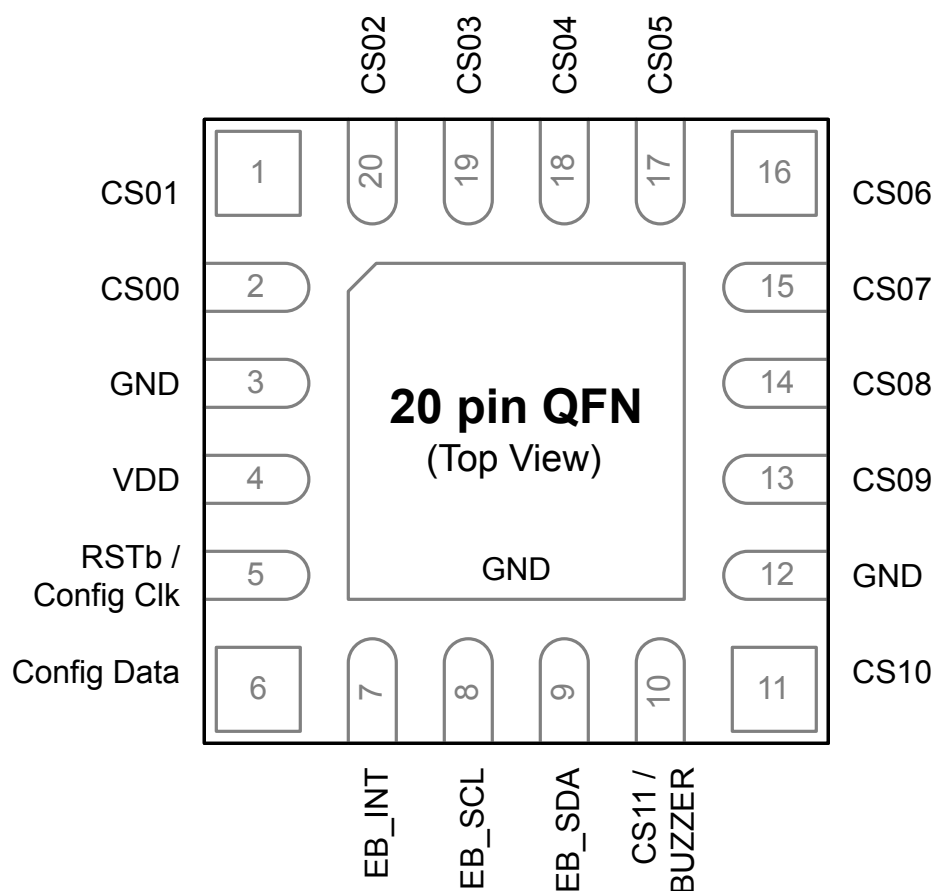 CS02
CS03
CS04
CS05
1
20
19
18
17
16
CS01
CS06
CS00
2
15
CS07
GND
3
14
CS08
20 pin QFN
(Top View)
VDD
4
13
CS09
RSTb /
Config Clk
5
GND
12
GND
Config Data
6
7
8
9
10
11
CS10
EB_INT
EB_SCL
EB_SDA
CS11 /
BUZZER